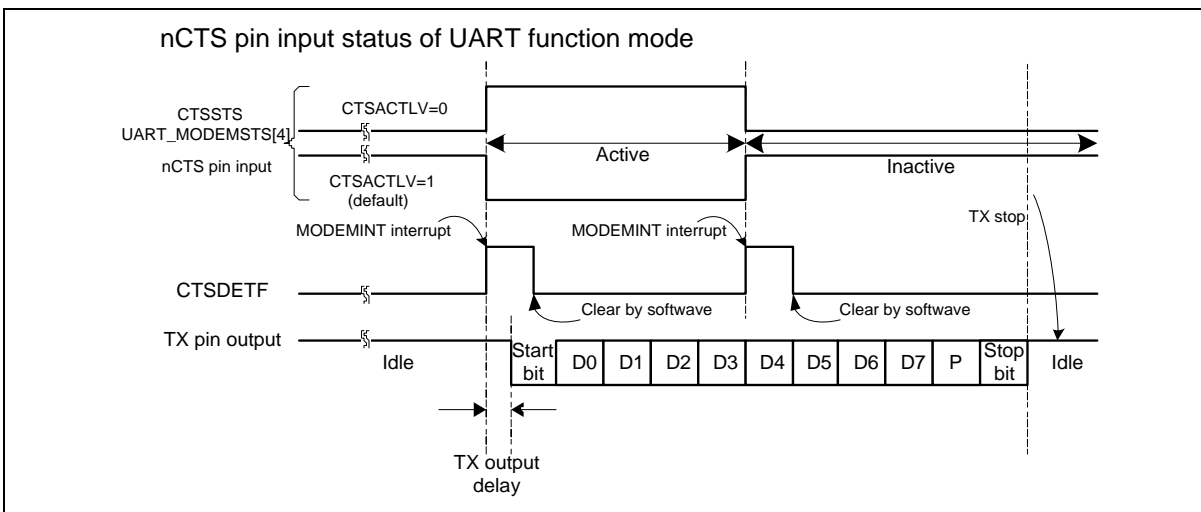 nCTS pin input status of UART function mode
CTSSTS
UART_MODEMSTS[4]
CTSACTLV=0
nCTS pin input
CTSACTLV=1
(default)
Active
Inactive
MODEMINT interrupt
MODEMINT interrupt
TX stop
CTSDETF
Clear by softwave
Clear by softwave
TX pin output
Idle
Start
bit
D0
D1
D2
D3
D4
D5
D6
D7
P
Stop
bit
Idle
TX output
delay